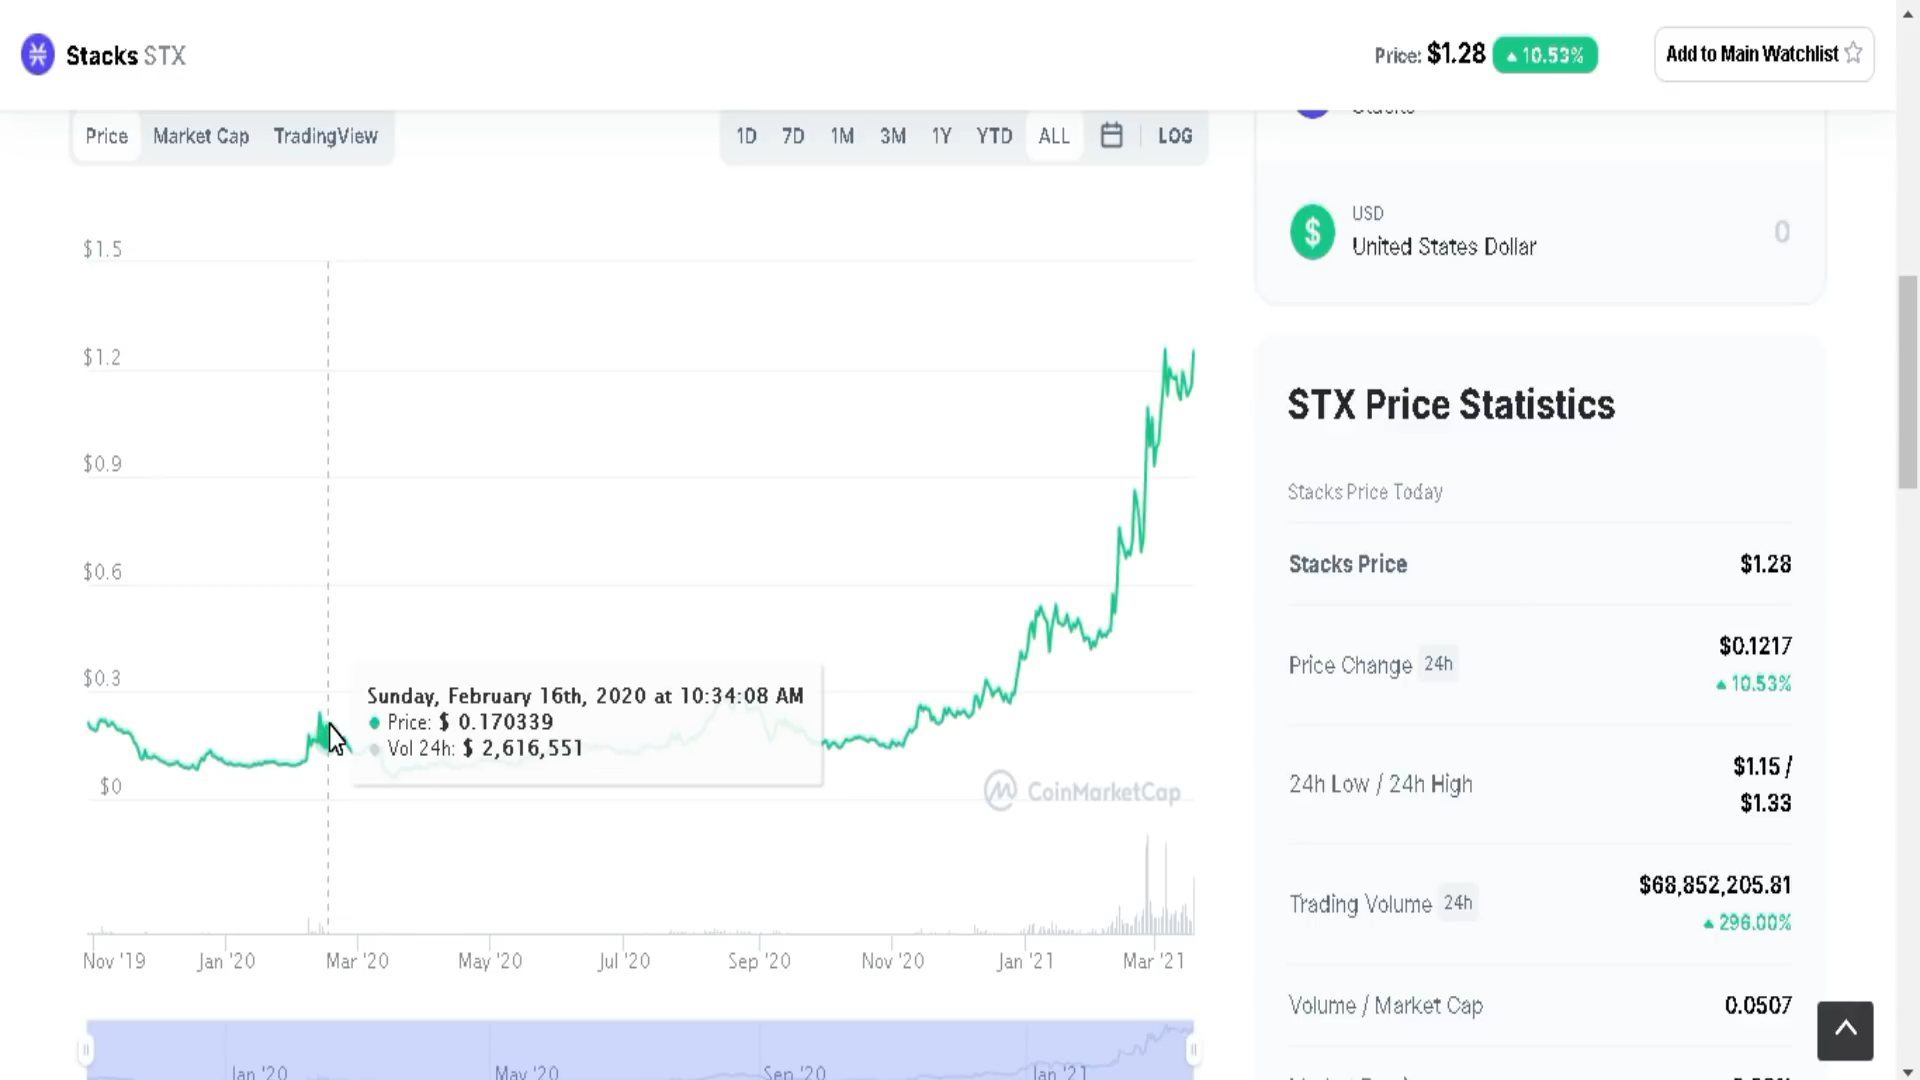 Stacks STX
Price: $1.28 10.53%
Add to Main Watchlist
Price Market Cap TradingView
1D 7D 1M 3M 1Y YTD ALL LOG
$1.5
$1.2
$0.9
$0.6
$0.3
$0
Sunday, February 16th, 2020 at 10:34:08 AM
Price: $ 0.170339
Vol 24h: $ 2,616,551
CoinMarketCap
Nov '19 Jan '20 Mar '20 May '20 Jul '20 Sep '20 Nov '20 Jan '21 Mar '21
Jan '20 May '20 Sep '20 Jan '21
Stacks
USD
United States Dollar
0
STX Price Statistics
Stacks Price Today
Stacks Price $1.28
Price Change 24h $0.1217
10.53%
24h Low / 24h High $1.15 /
$1.33
Trading Volume 24h $68,852,205.81
296.00%
Volume / Market Cap 0.0507